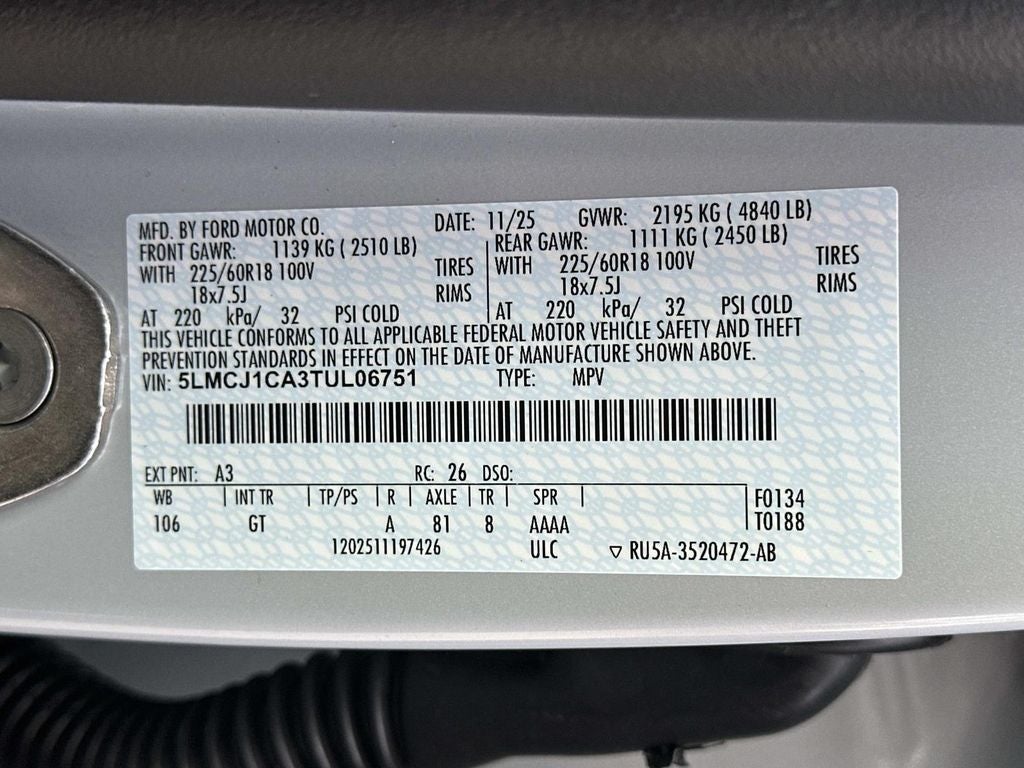 MFD. BY FORD MOTOR CO. DATE: 11/25 GVWR: 2195 KG ( 4840 LB)
FRONT GAWR: 1139 KG ( 2510 LB) REAR GAWR: 1111 KG ( 2450 LB)
WITH 225/60R18 100V TIRES WITH 225/60R18 100V TIRES
18x7.5J RIMS 18x7.5J RIMS
AT 220 kPa/ 32 PSI COLD AT 220 kPa/ 32 PSI COLD
THIS VEHICLE CONFORMS TO ALL APPLICABLE FEDERAL MOTOR VEHICLE SAFETY AND THEFT
PREVENTION STANDARDS IN EFFECT ON THE DATE OF MANUFACTURE SHOWN ABOVE.
VIN: 5LMCJ1CA3TUL06751 TYPE: MPV
EXT PNT: A3 RC: 26 DSO:
WB | INT TR | TP/PS | R | AXLE | TR | SPR | F0134
106 GT A 81 8 AAAA T0188
1202511197426 ULC ▽ RU5A-3520472-AB